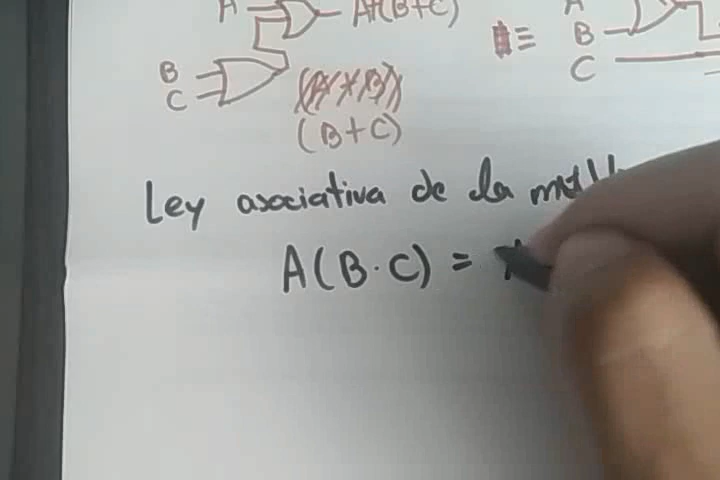 A A+(B+C)
≡ A
B B
C C
(B+C)
Ley asociativa de la
A(B·C) =